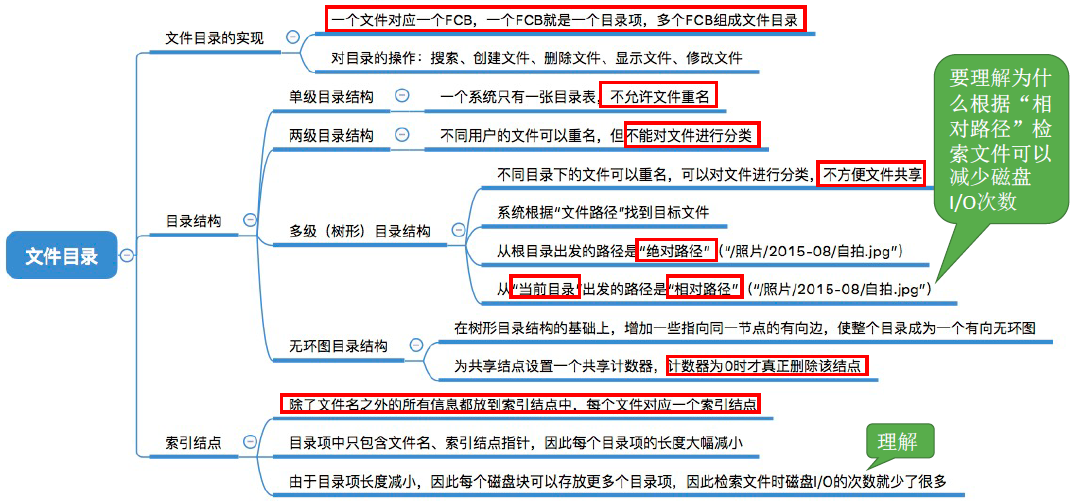 文件目录
文件目录的实现
一个文件对应一个FCB，一个FCB就是一个目录项，多个FCB组成文件目录
对目录的操作：搜索、创建文件、删除文件、显示文件、修改文件
目录结构
单级目录结构
一个系统只有一张目录表，不允许文件重名
两级目录结构
不同用户的文件可以重名，但不能对文件进行分类
多级（树形）目录结构
不同目录下的文件可以重名，可以对文件进行分类，不方便文件共享
系统根据“文件路径”找到目标文件
从根目录出发的路径是“绝对路径”（“/照片/2015-08/自拍.jpg”）
从“当前目录”出发的路径是“相对路径”（“/照片/2015-08/自拍.jpg”）
要理解为什
么根据“相
对路径”检
索文件可以
减少磁盘
I/O次数
无环图目录结构
在树形目录结构的基础上，增加一些指向同一节点的有向边，使整个目录成为一个有向无环图
为共享结点设置一个共享计数器，计数器为0时才真正删除该结点
索引结点
除了文件名之外的所有信息都放到索引结点中，每个文件对应一个索引结点
目录项中只包含文件名、索引结点指针，因此每个目录项的长度大幅减小
由于目录项长度减小，因此每个磁盘块可以存放更多个目录项，因此检索文件时磁盘I/O的次数就少了很多
理解